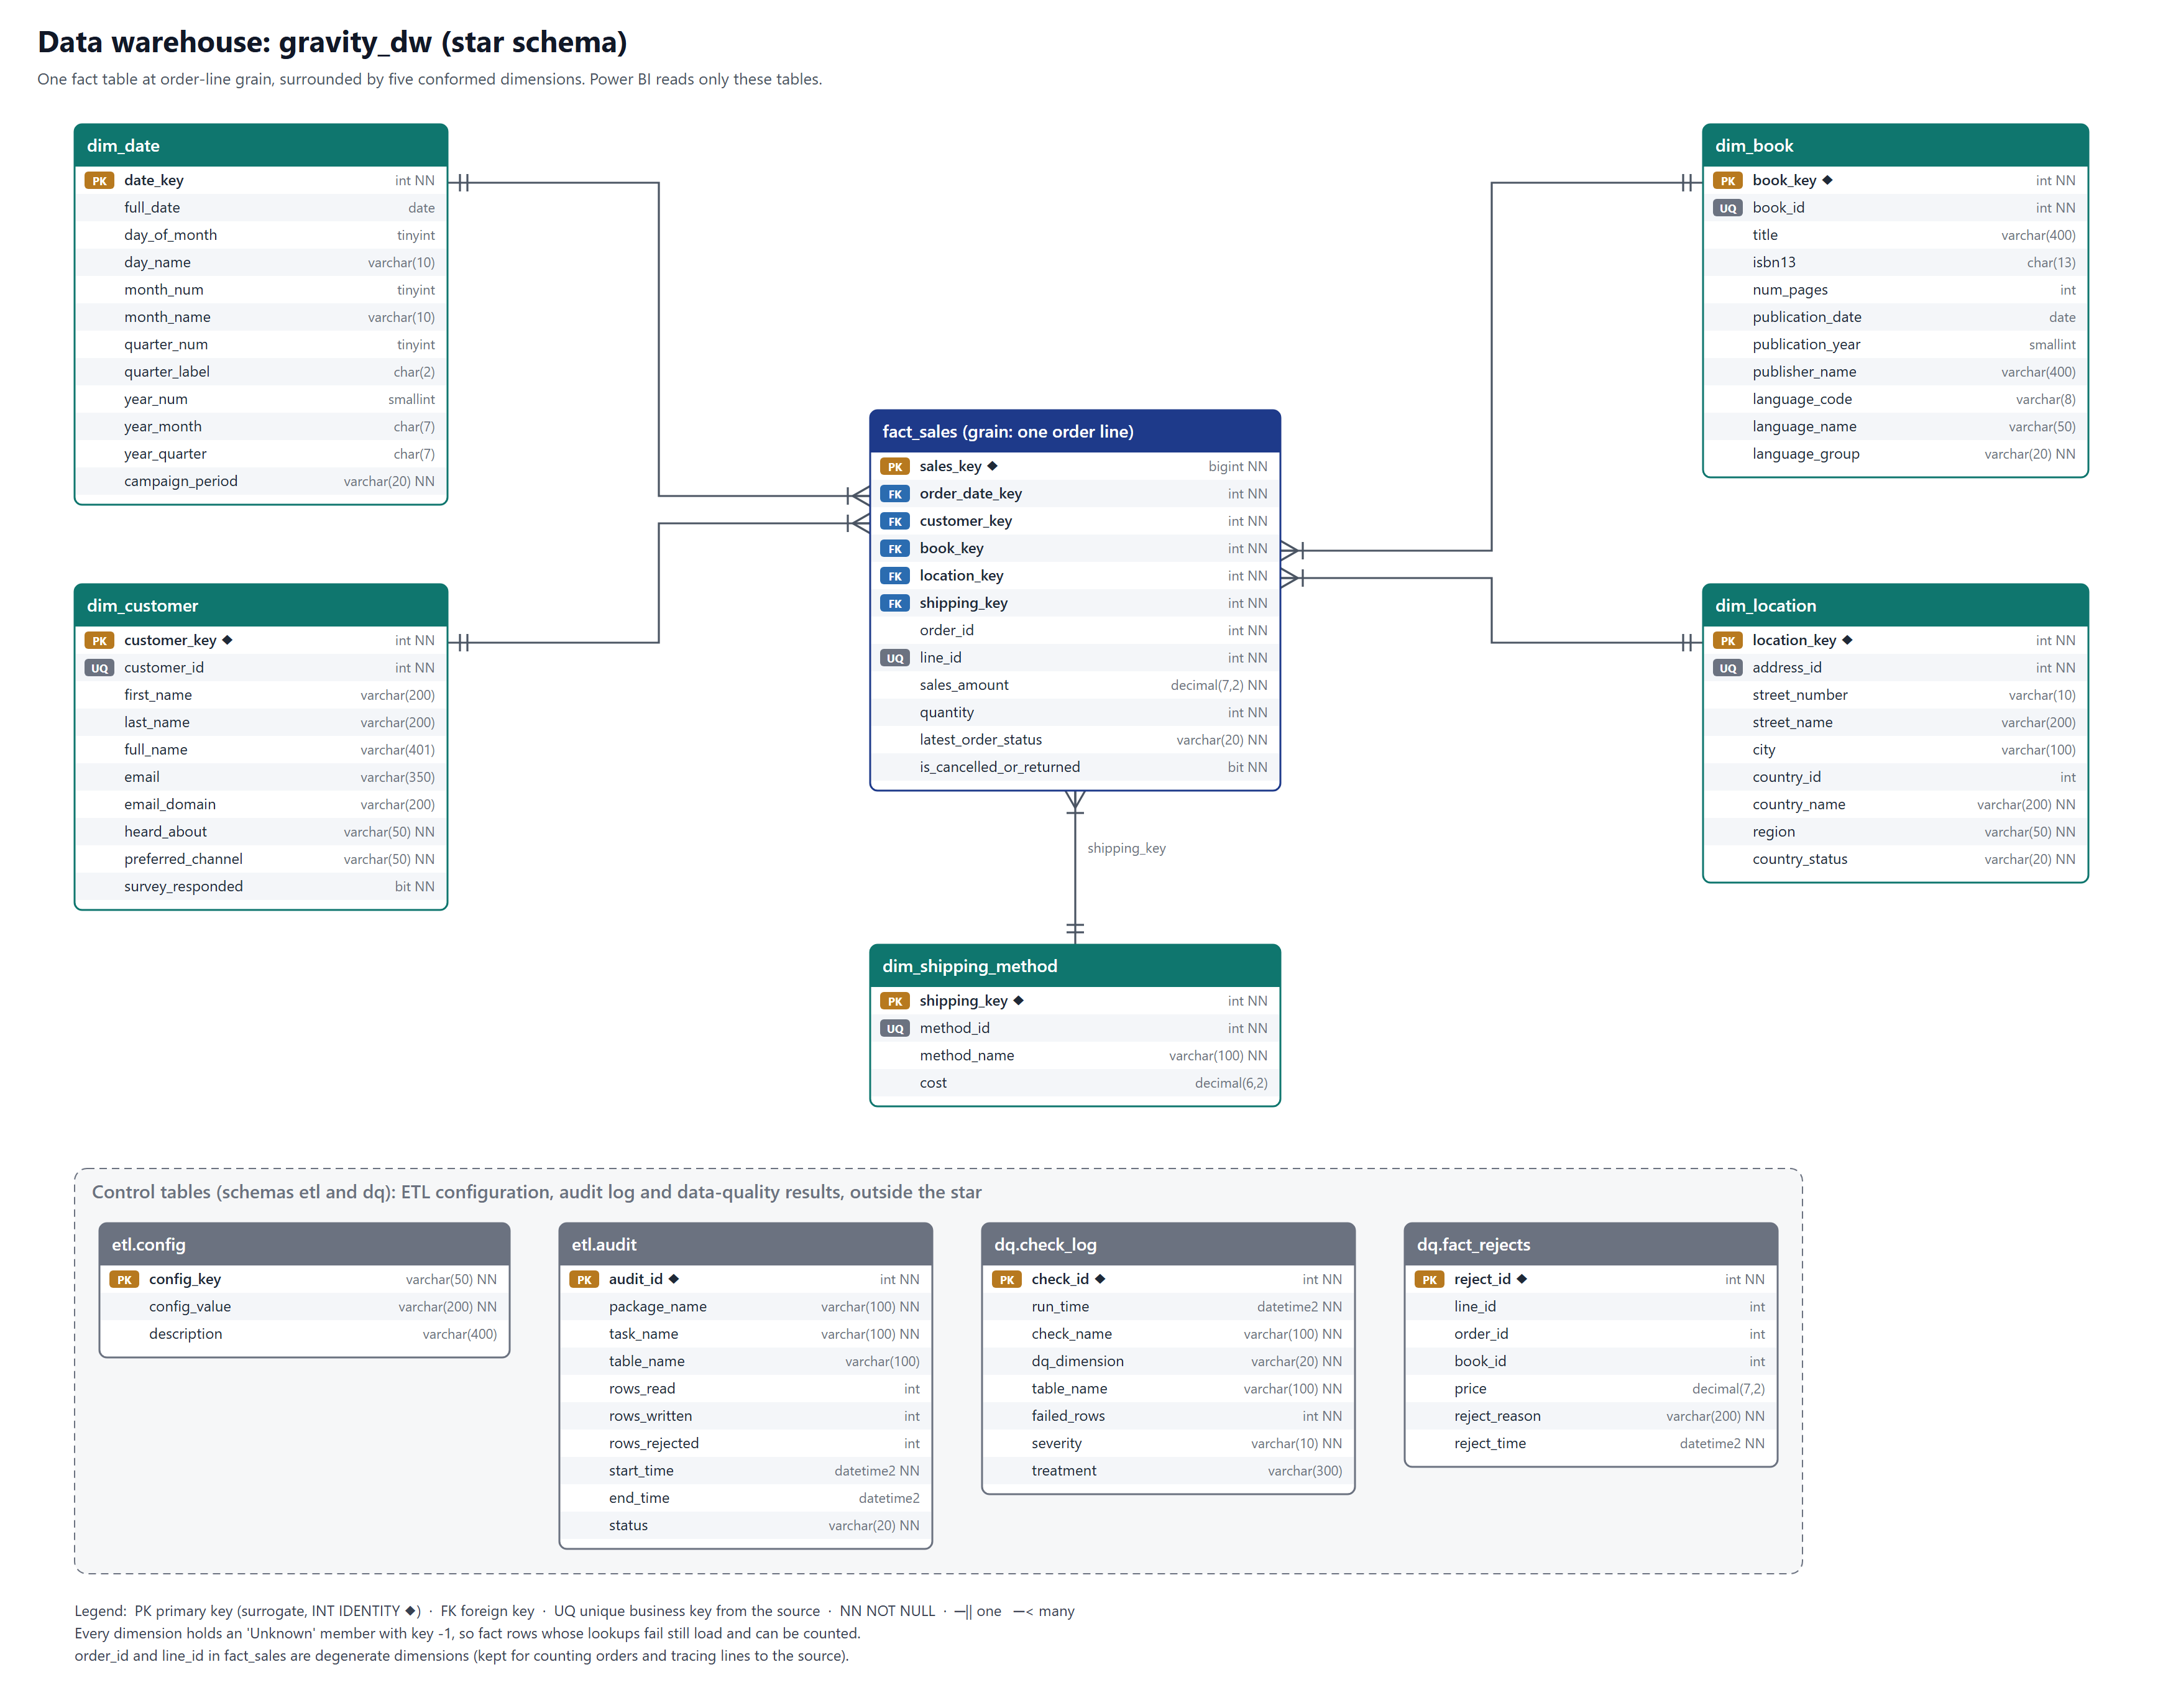 Data warehouse: gravity_dw (star schema)
One fact table at order-line grain, surrounded by five conformed dimensions. Power BI reads only these tables.
dim_date
PK date_key int NN
full_date date
day_of_month tinyint
day_name varchar(10)
month_num tinyint
month_name varchar(10)
quarter_num tinyint
quarter_label char(2)
year_num smallint
year_month char(7)
year_quarter char(7)
campaign_period varchar(20) NN
dim_book
PK book_key ◆ int NN
UQ book_id int NN
title varchar(400)
isbn13 char(13)
num_pages int
publication_date date
publication_year smallint
publisher_name varchar(400)
language_code varchar(8)
language_name varchar(50)
language_group varchar(20) NN
fact_sales (grain: one order line)
PK sales_key ◆ bigint NN
FK order_date_key int NN
FK customer_key int NN
FK book_key int NN
FK location_key int NN
FK shipping_key int NN
order_id int NN
UQ line_id int NN
sales_amount decimal(7,2) NN
quantity int NN
latest_order_status varchar(20) NN
is_cancelled_or_returned bit NN
dim_customer
PK customer_key ◆ int NN
UQ customer_id int NN
first_name varchar(200)
last_name varchar(200)
full_name varchar(401)
email varchar(350)
email_domain varchar(200)
heard_about varchar(50) NN
preferred_channel varchar(50) NN
survey_responded bit NN
dim_location
PK location_key ◆ int NN
UQ address_id int NN
street_number varchar(10)
street_name varchar(200)
city varchar(100)
country_id int
country_name varchar(200) NN
region varchar(50) NN
country_status varchar(20) NN
shipping_key
dim_shipping_method
PK shipping_key ◆ int NN
UQ method_id int NN
method_name varchar(100) NN
cost decimal(6,2)
Control tables (schemas etl and dq): ETL configuration, audit log and data-quality results, outside the star
etl.config
PK config_key varchar(50) NN
config_value varchar(200) NN
description varchar(400)
etl.audit
PK audit_id ◆ int NN
package_name varchar(100) NN
task_name varchar(100) NN
table_name varchar(100)
rows_read int
rows_written int
rows_rejected int
start_time datetime2 NN
end_time datetime2
status varchar(20) NN
dq.check_log
PK check_id ◆ int NN
run_time datetime2 NN
check_name varchar(100) NN
dq_dimension varchar(20) NN
table_name varchar(100) NN
failed_rows int NN
severity varchar(10) NN
treatment varchar(300)
dq.fact_rejects
PK reject_id ◆ int NN
line_id int
order_id int
book_id int
price decimal(7,2)
reject_reason varchar(200) NN
reject_time datetime2 NN
Legend: PK primary key (surrogate, INT IDENTITY ◆) · FK foreign key · UQ unique business key from the source · NN NOT NULL · —|| one —< many
Every dimension holds an 'Unknown' member with key -1, so fact rows whose lookups fail still load and can be counted.
order_id and line_id in fact_sales are degenerate dimensions (kept for counting orders and tracing lines to the source).